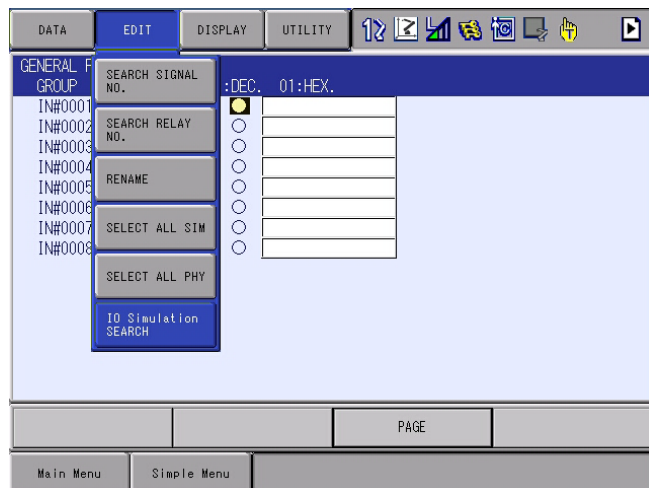 DATA EDIT DISPLAY UTILITY
GENERAL
GROUP :DEC. 01:HEX.
IN#0001
IN#0002
IN#0003
IN#0004
IN#0005
IN#0006
IN#0007
IN#0008
SEARCH SIGNAL
NO.
SEARCH RELAY
NO.
RENAME
SELECT ALL SIM
SELECT ALL PHY
IO Simulation
SEARCH
PAGE
Main Menu Simple Menu